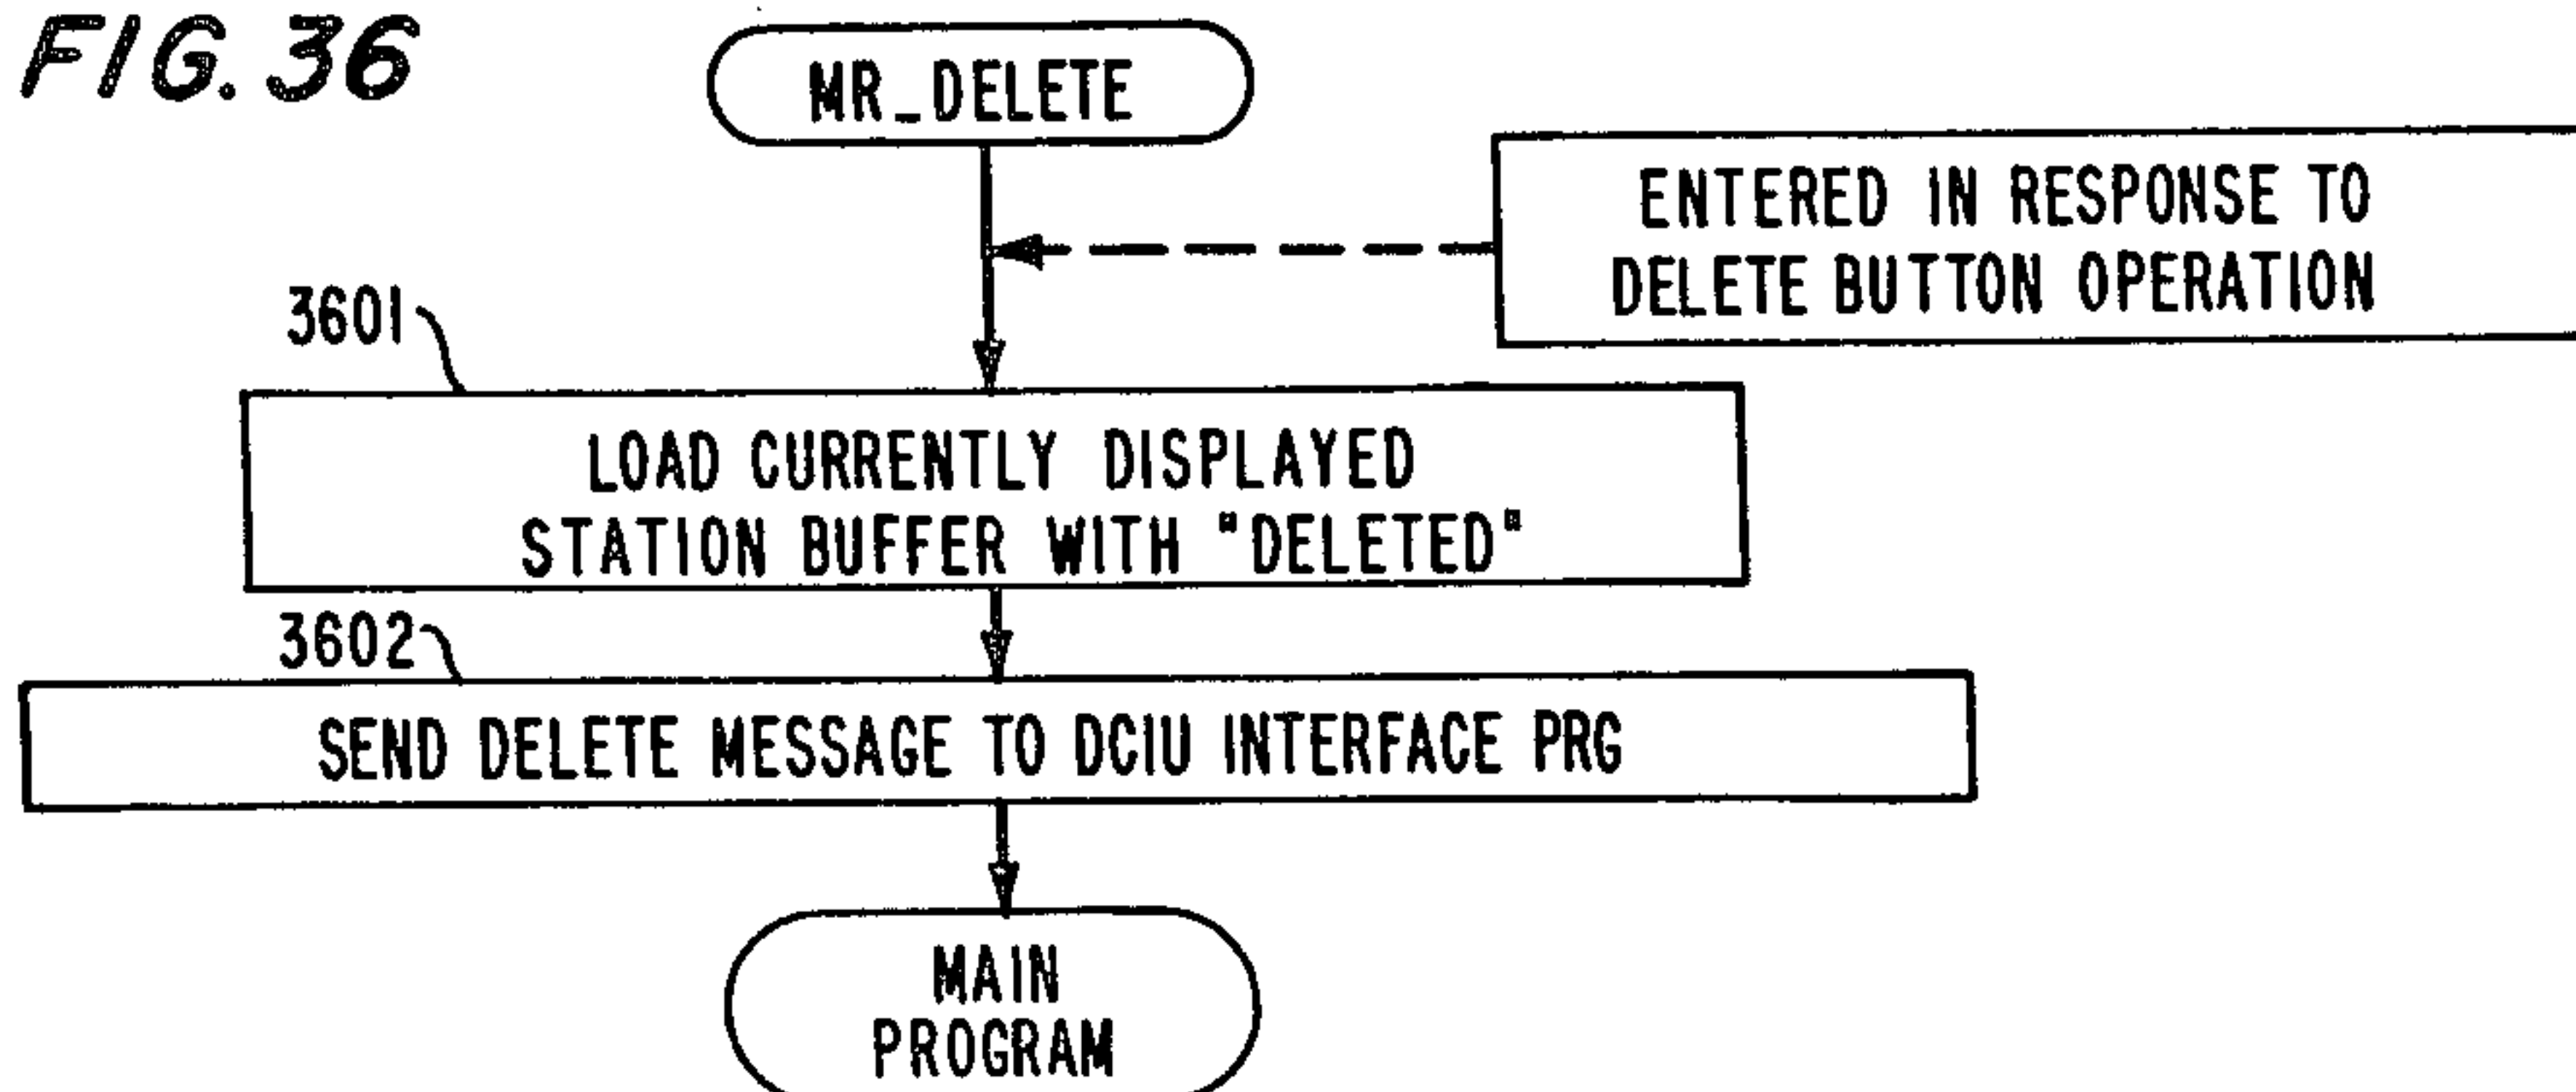 FIG. 36
MR_DELETE
ENTERED IN RESPONSE TO
DELETE BUTTON OPERATION
3601
LOAD CURRENTLY DISPLAYED
STATION BUFFER WITH "DELETED"
3602
SEND DELETE MESSAGE TO DCIU INTERFACE PRG
MAIN
PROGRAM